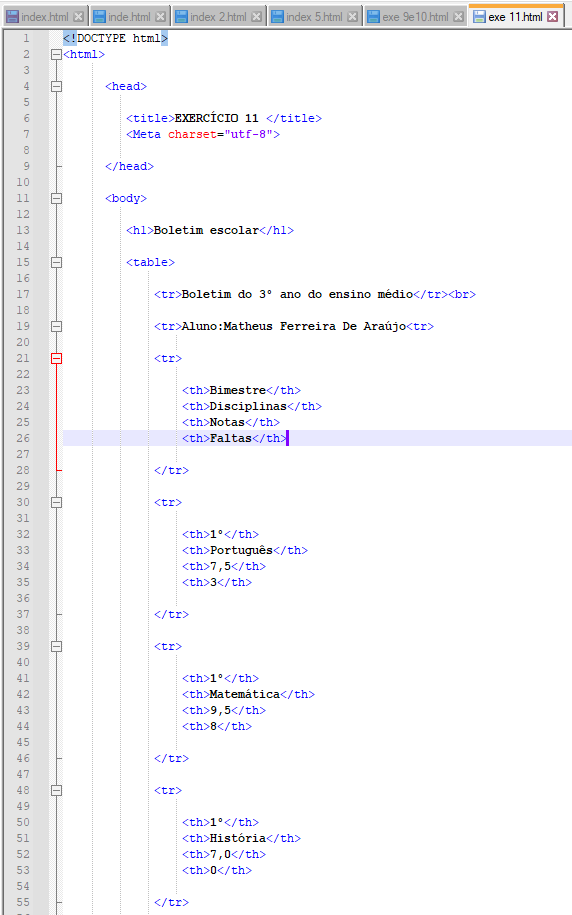 index.html inde.html index 2.html index 5.html exe 9e10.html exe 11.html
1 <!DOCTYPE html>
2 <html>
3
4 <head>
5
6 <title>EXERCÍCIO 11 </title>
7 <Meta charset="utf-8">
8
9 </head>
10
11 <body>
12
13 <h1>Boletim escolar</h1>
14
15 <table>
16
17 <tr>Boletim do 3º ano do ensino médio</tr><br>
18
19 <tr>Aluno:Matheus Ferreira De Araújo<tr>
20
21 <tr>
22
23 <th>Bimestre</th>
24 <th>Disciplinas</th>
25 <th>Notas</th>
26 <th>Faltas</th>
27
28 </tr>
29
30 <tr>
31
32 <th>1º</th>
33 <th>Português</th>
34 <th>7,5</th>
35 <th>3</th>
36
37 </tr>
38
39 <tr>
40
41 <th>1º</th>
42 <th>Matemática</th>
43 <th>9,5</th>
44 <th>8</th>
45
46 </tr>
47
48 <tr>
49
50 <th>1º</th>
51 <th>História</th>
52 <th>7,0</th>
53 <th>0</th>
54
55 </tr>